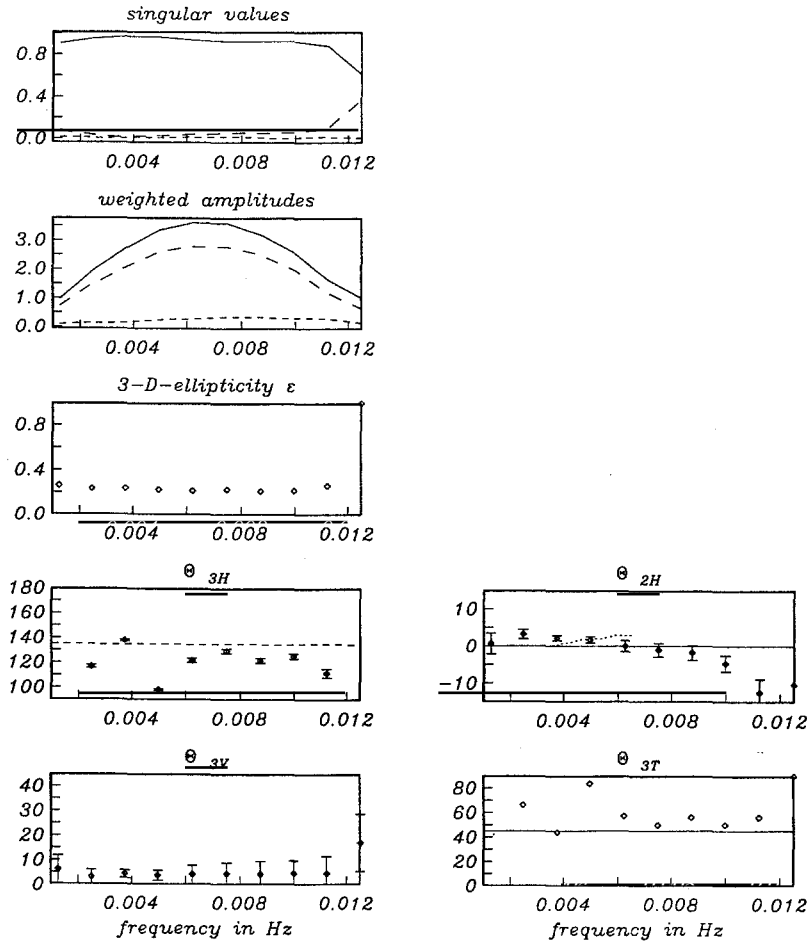 singular values
0.8
0.4
0.0
0.004 0.008 0.012
weighted amplitudes
3.0
2.0
1.0
0.0
0.004 0.008 0.012
3-D-ellipticity ε
0.8
0.4
0.0
0.004 0.008 0.012
Θ 3H
180
160
140
120
100
0.004 0.008 0.012
Θ 2H
10
0
-10
0.004 0.008 0.012
Θ 3V
40
30
20
10
0
0.004 0.008 0.012
frequency in Hz
Θ 3T
80
60
40
20
0
0.004 0.008 0.012
frequency in Hz